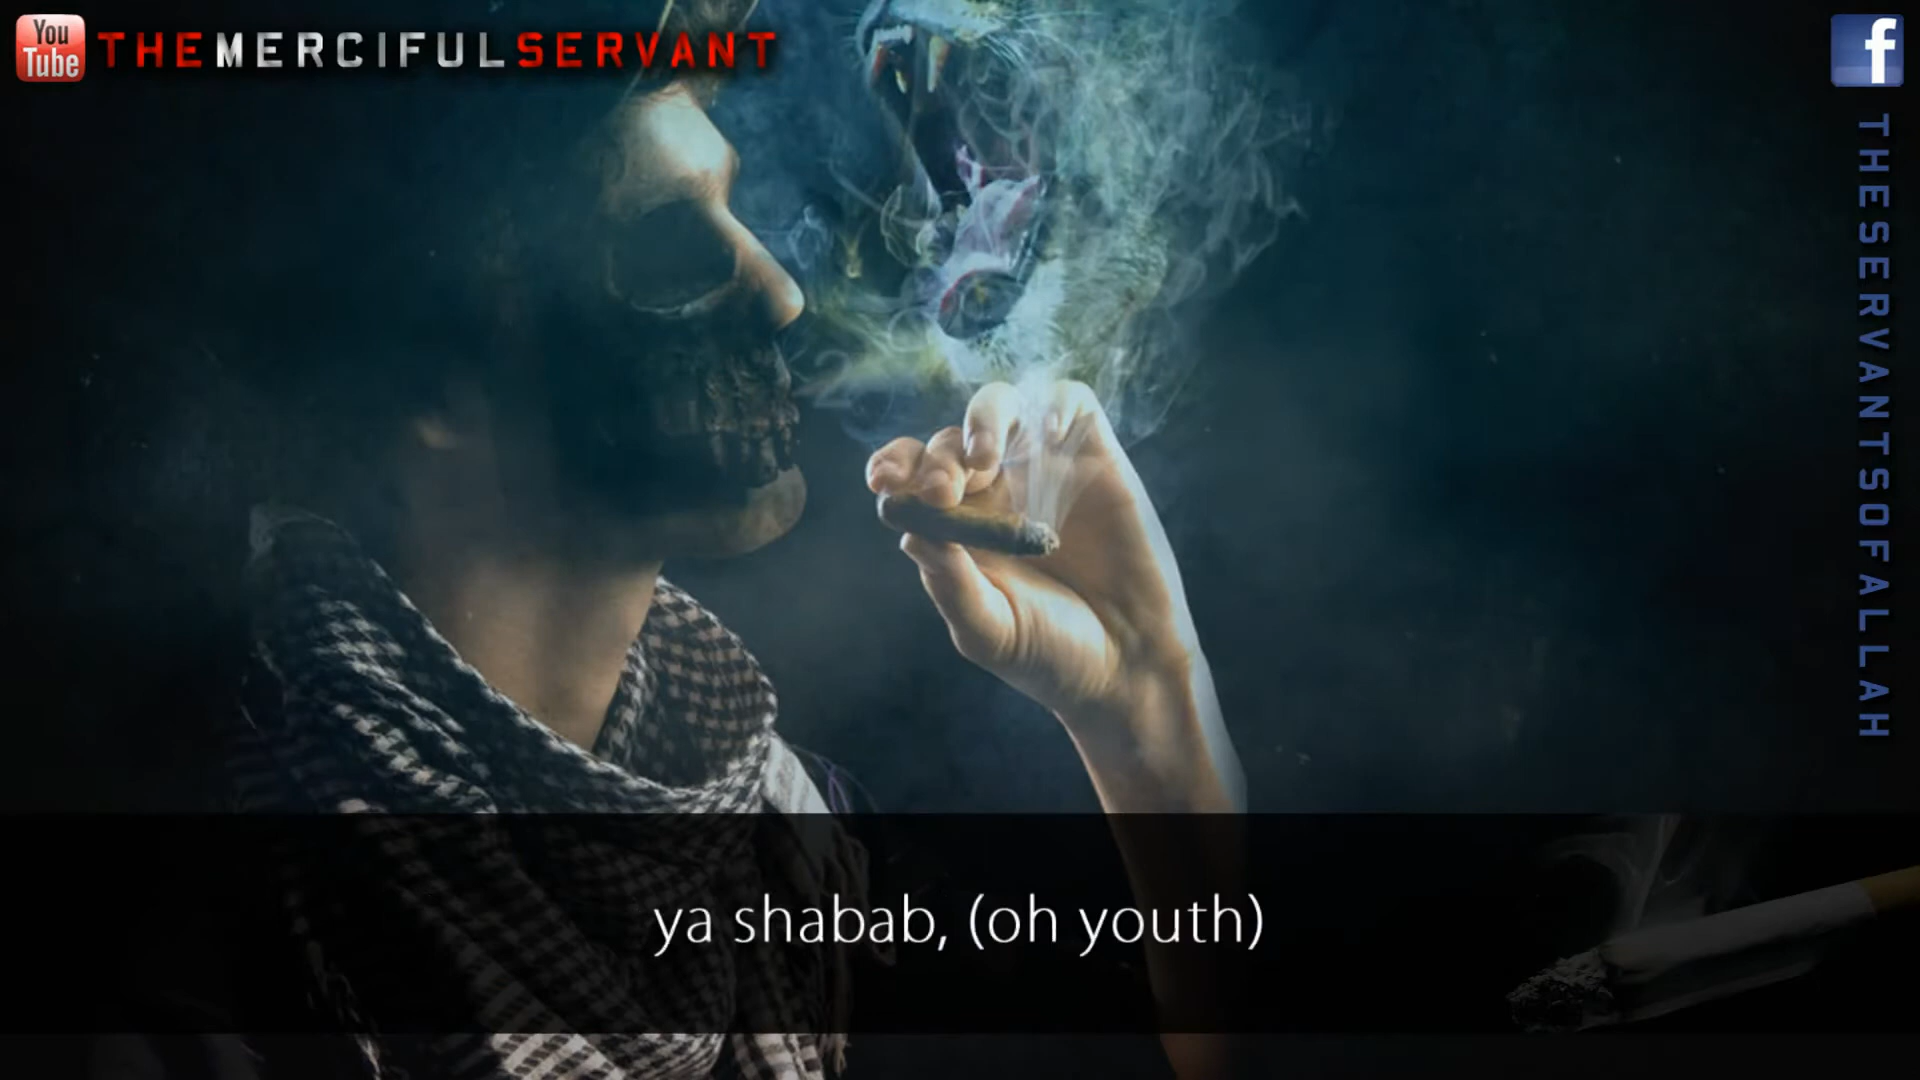 You
Tube
THEMERCIFULSERVANT
f
THESERVANTSOFALLAH
ya shabab, (oh youth)